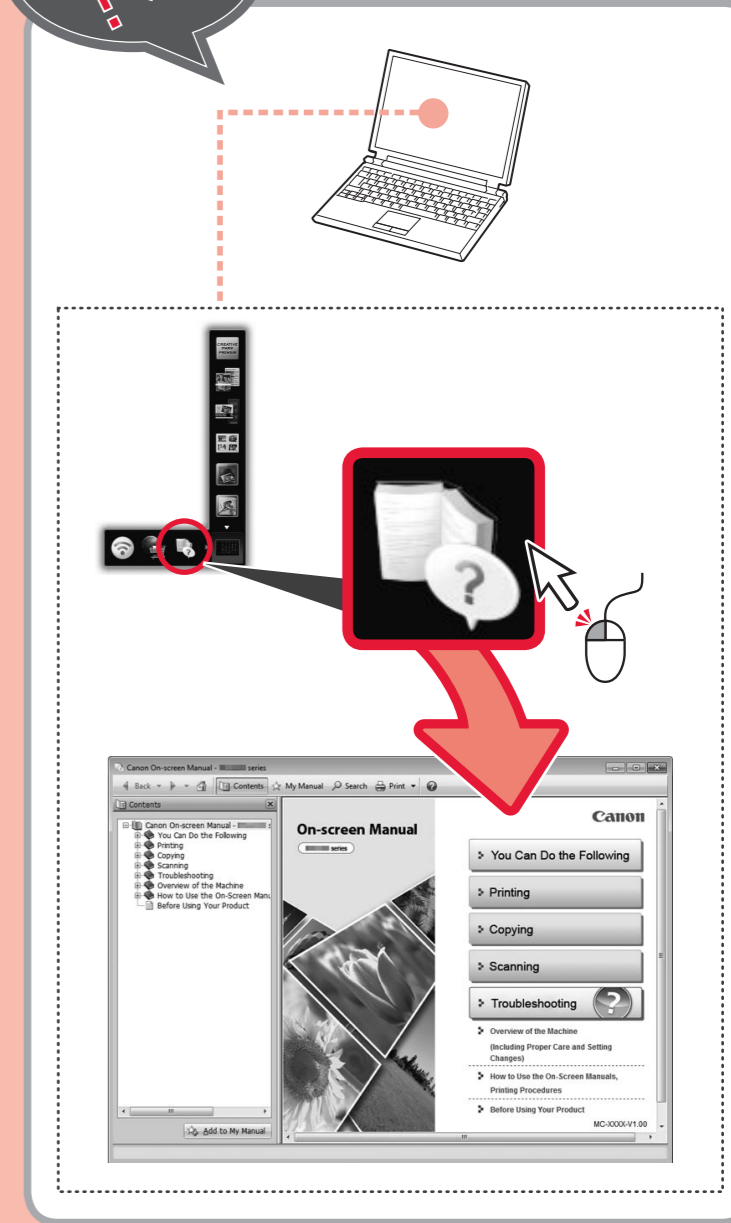 CREATIVE
PARK
PREMIUM
?
Canon On-screen Manual - series
Back
Contents
My Manual
Search
Print
Contents
Canon On-screen Manual - s
You Can Do the Following
Printing
Copying
Scanning
Troubleshooting
Overview of the Machine
How to Use the On-Screen Manu
Before Using Your Product
Add to My Manual
On-screen Manual
series
Canon
You Can Do the Following
Printing
Copying
Scanning
Troubleshooting ?
Overview of the Machine
(Including Proper Care and Setting
Changes)
How to Use the On-Screen Manuals,
Printing Procedures
Before Using Your Product
MC-XXXX-V1.00